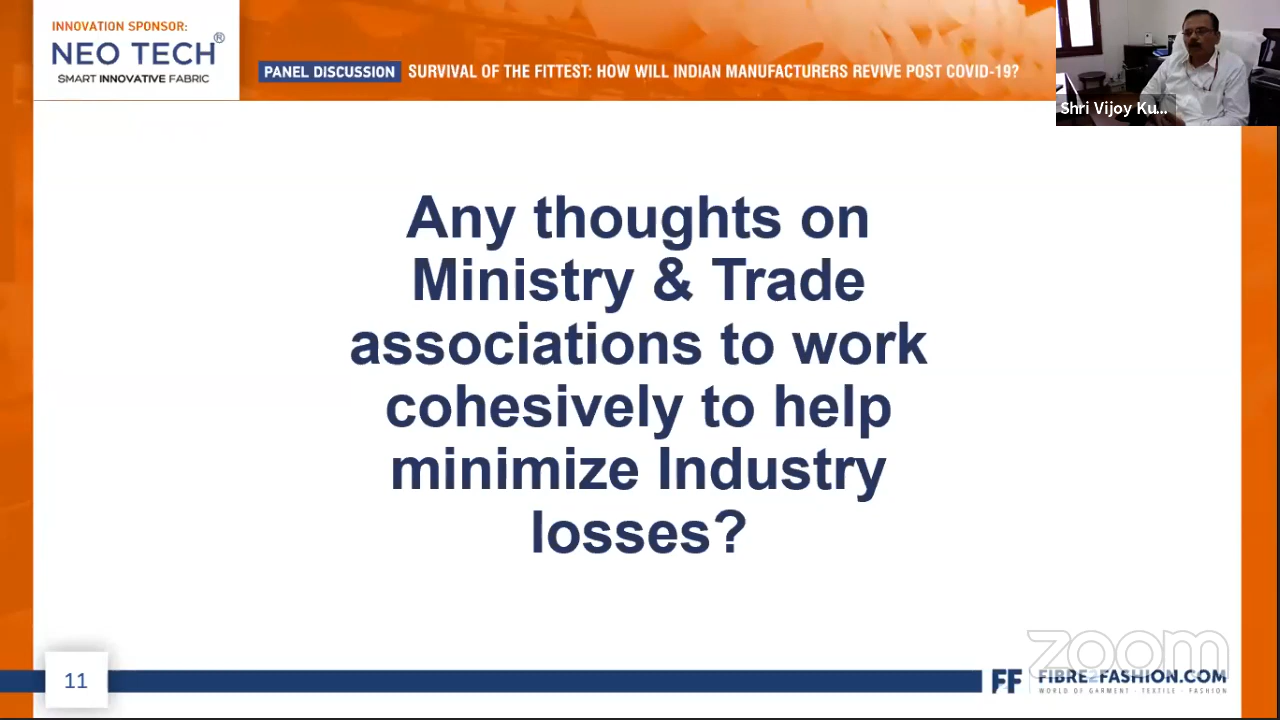 INNOVATION SPONSOR:
NEO TECH®
SMART INNOVATIVE FABRIC
PANEL DISCUSSION SURVIVAL OF THE FITTEST: HOW WILL INDIAN MANUFACTURERS REVIVE POST COVID-19?
Shri Vijoy Ku...
Any thoughts on
Ministry & Trade
associations to work
cohesively to help
minimize Industry
losses?
zoom
11
FF FIBRE2FASHION.COM
WORLD OF GARMENT · TEXTILE · FASHION